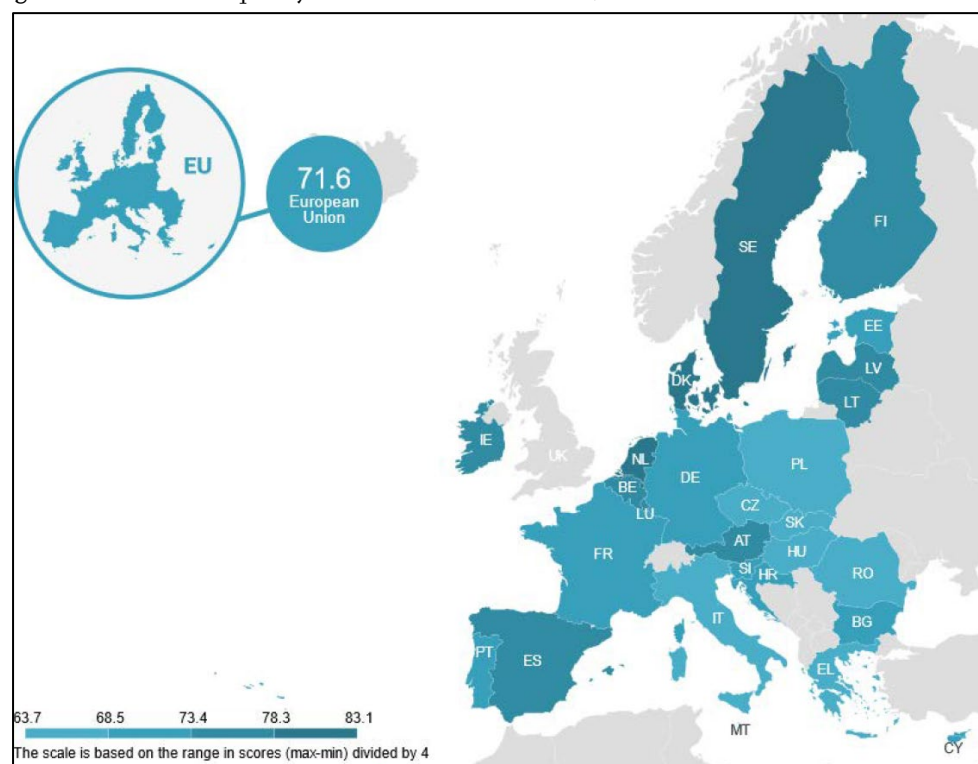 EU
71.6
European
Union
SE
FI
EE
LV
LT
DK
IE
UK
NL
BE
LU
DE
PL
CZ
SK
AT
HU
FR
SI
HR
RO
IT
BG
PT
ES
EL
MT
CY
63.7 68.5 73.4 78.3 83.1
The scale is based on the range in scores (max-min) divided by 4